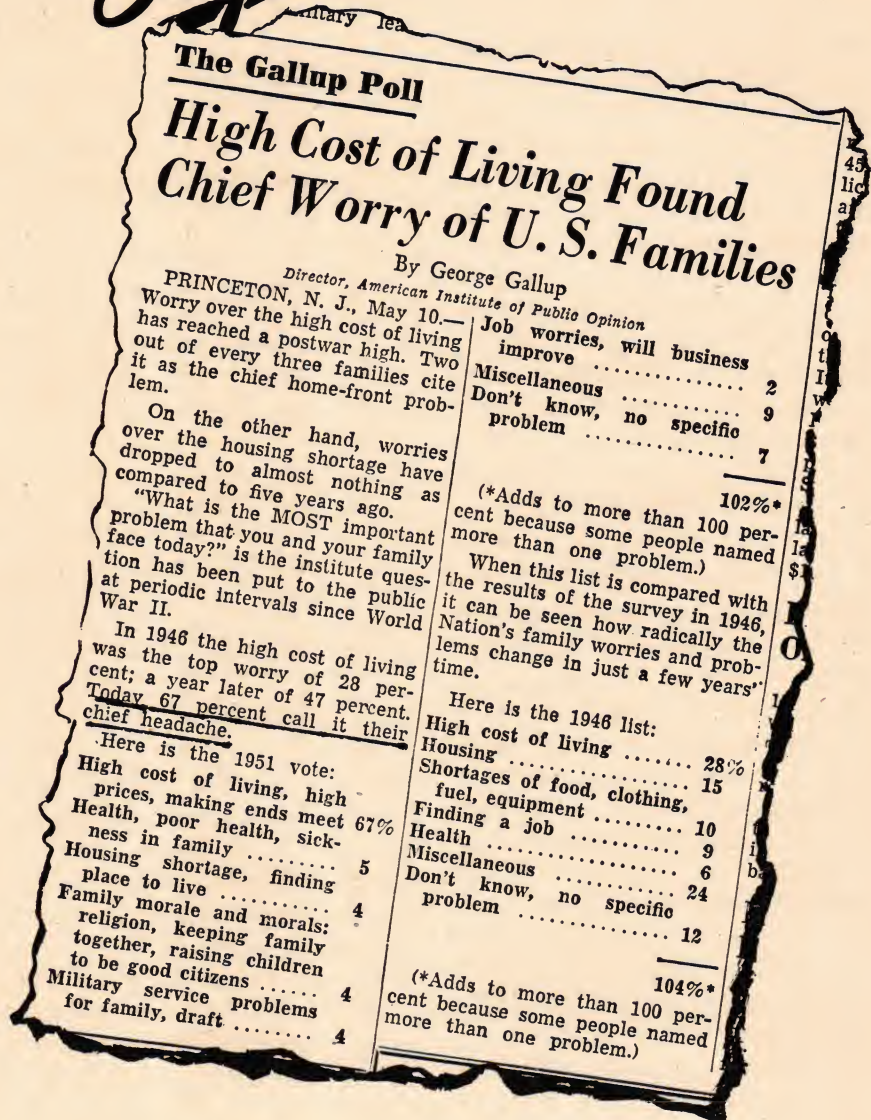 military lea
The Gallup Poll
High Cost of Living Found
Chief Worry of U. S. Families
By George Gallup
Director, American Institute of Public Opinion
PRINCETON, N. J., May 10.—
Worry over the high cost of living
has reached a postwar high. Two
out of every three families cite
it as the chief home-front prob-
lem.
On the other hand, worries
over the housing shortage have
dropped to almost nothing as
compared to five years ago.
"What is the MOST important
problem that you and your family
face today?" is the institute ques-
tion has been put to the public
at periodic intervals since World
War II.
In 1946 the high cost of living
was the top worry of 28 per-
cent; a year later of 47 percent.
Today 67 percent call it their
chief headache.
Here is the 1951 vote:
High cost of living, high
prices, making ends meet 67%
Health, poor health, sick-
ness in family ......... 5
Housing shortage, finding
place to live ........... 4
Family morale and morals:
religion, keeping family
together, raising children
to be good citizens ...... 4
Military service problems
for family, draft ........ 4
Job worries, will business
improve .............. 2
Miscellaneous ........... 9
Don't know, no specific
problem ............ 7
102%*
(*Adds to more than 100 per-
cent because some people named
more than one problem.)
When this list is compared with
the results of the survey in 1946,
it can be seen how radically the
Nation's family worries and prob-
lems change in just a few years'
time.
Here is the 1946 list:
High cost of living ....... 28%
Housing ................. 15
Shortages of food, clothing,
fuel, equipment ......... 10
Finding a job ........... 9
Health ................... 6
Miscellaneous ............ 24
Don't know, no specific
problem .............. 12
104%*
(*Adds to more than 100 per-
cent because some people named
more than one problem.)